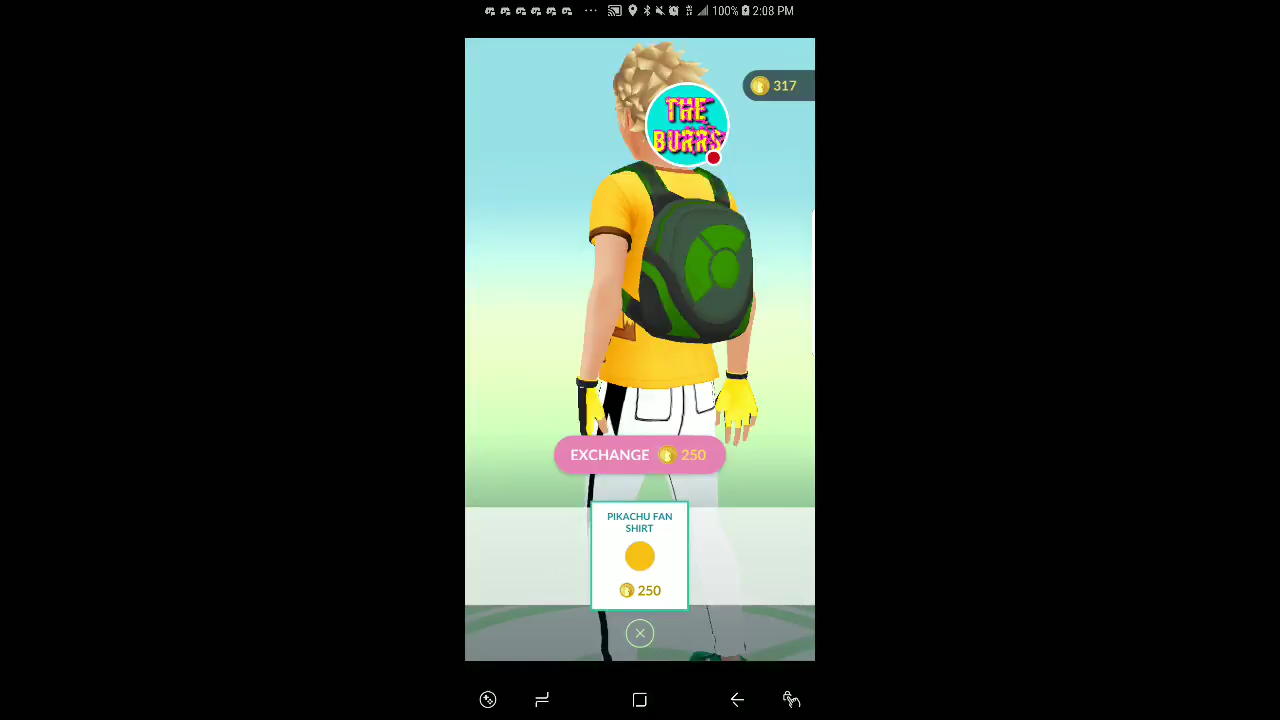 100% 2:08 PM
317
THE
BURRS
EXCHANGE 250
PIKACHU FAN
SHIRT
250